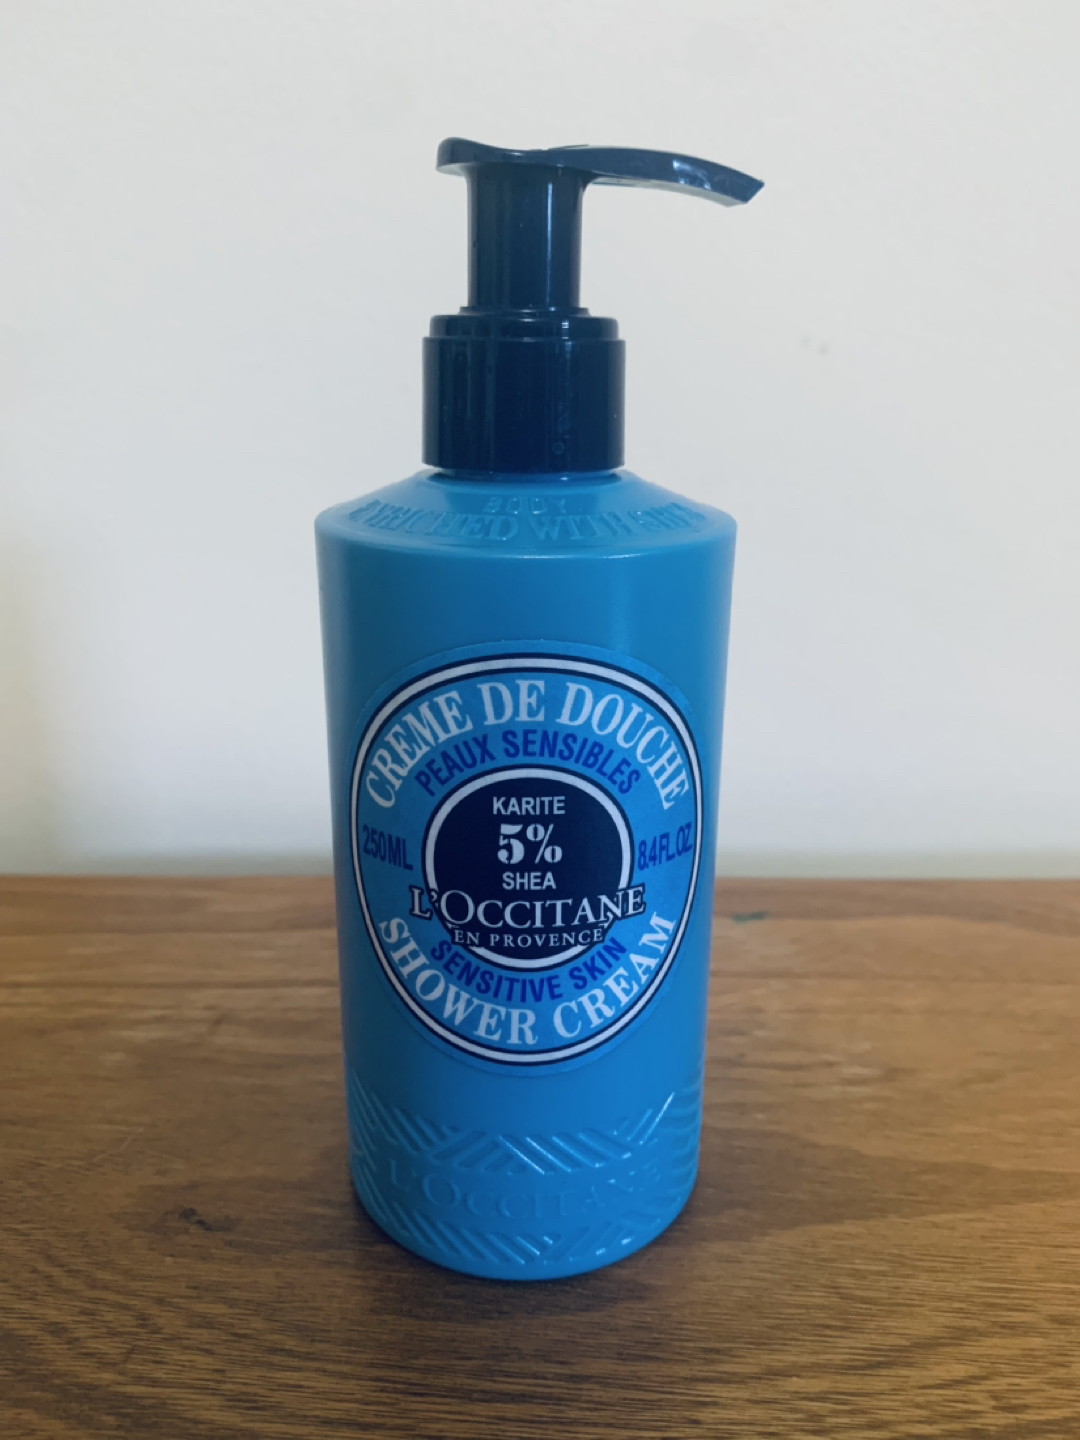 BODY
ENRICHED WITH SHEA
CREME DE DOUCHE
PEAUX SENSIBLES
KARITE
5%
SHEA
250ML
8.4FL.OZ.
L'OCCITANE
EN PROVENCE
SENSITIVE SKIN
SHOWER CREAM
L'OCCITANE